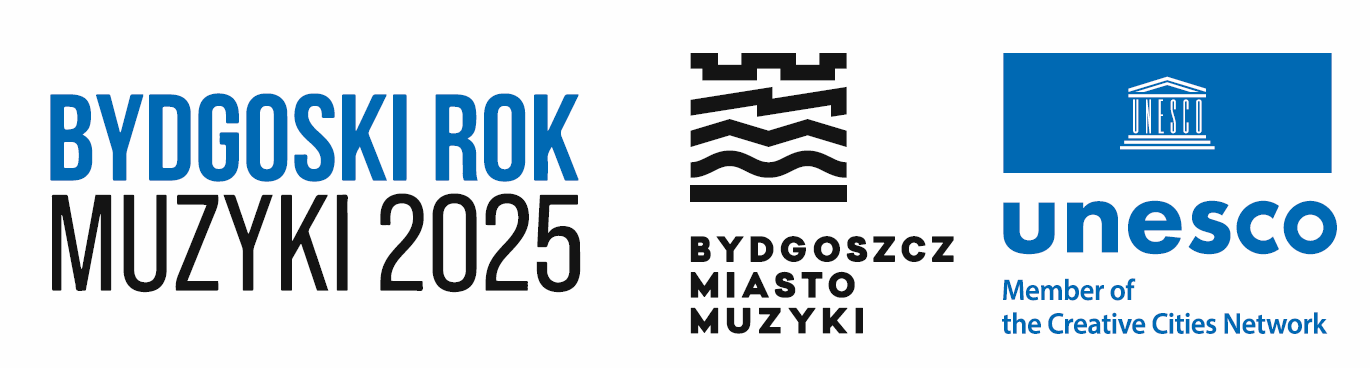 BYDGOSKI ROK
MUZYKI 2025
BYDGOSZCZ
MIASTO
MUZYKI
UNESCO
unesco
Member of
the Creative Cities Network